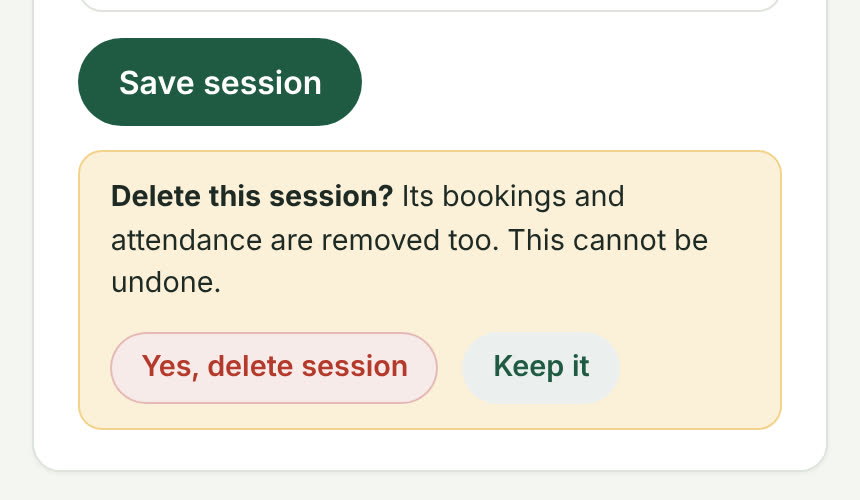 Save session
Delete this session? Its bookings and
attendance are removed too. This cannot be
undone.
Yes, delete session
Keep it